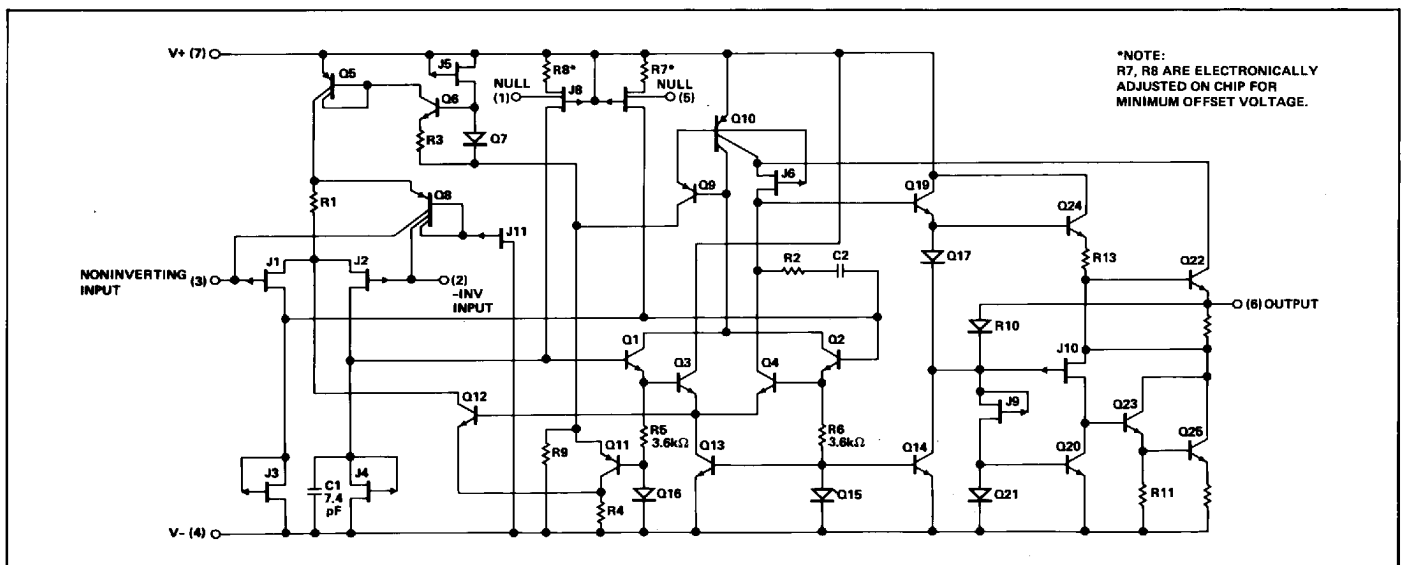 V+ (7)
J5
Q5
Q6
R3
Q7
R8*
NULL
(1)
J8
R7*
NULL
(5)
*NOTE:
R7, R8 ARE ELECTRONICALLY
ADJUSTED ON CHIP FOR
MINIMUM OFFSET VOLTAGE.
Q10
J6
Q9
Q19
Q24
R1
Q8
J11
Q17
R13
Q22
NONINVERTING
INPUT
(3)
J1
J2
(2)
-INV
INPUT
R2
C2
(6) OUTPUT
R10
Q1
Q3
Q4
Q2
J10
J9
Q12
Q23
Q25
R5
3.6kΩ
R6
3.6kΩ
R9
Q11
Q13
Q14
Q20
J3
C1
7.4
pF
J4
Q16
R4
Q15
Q21
R11
V- (4)